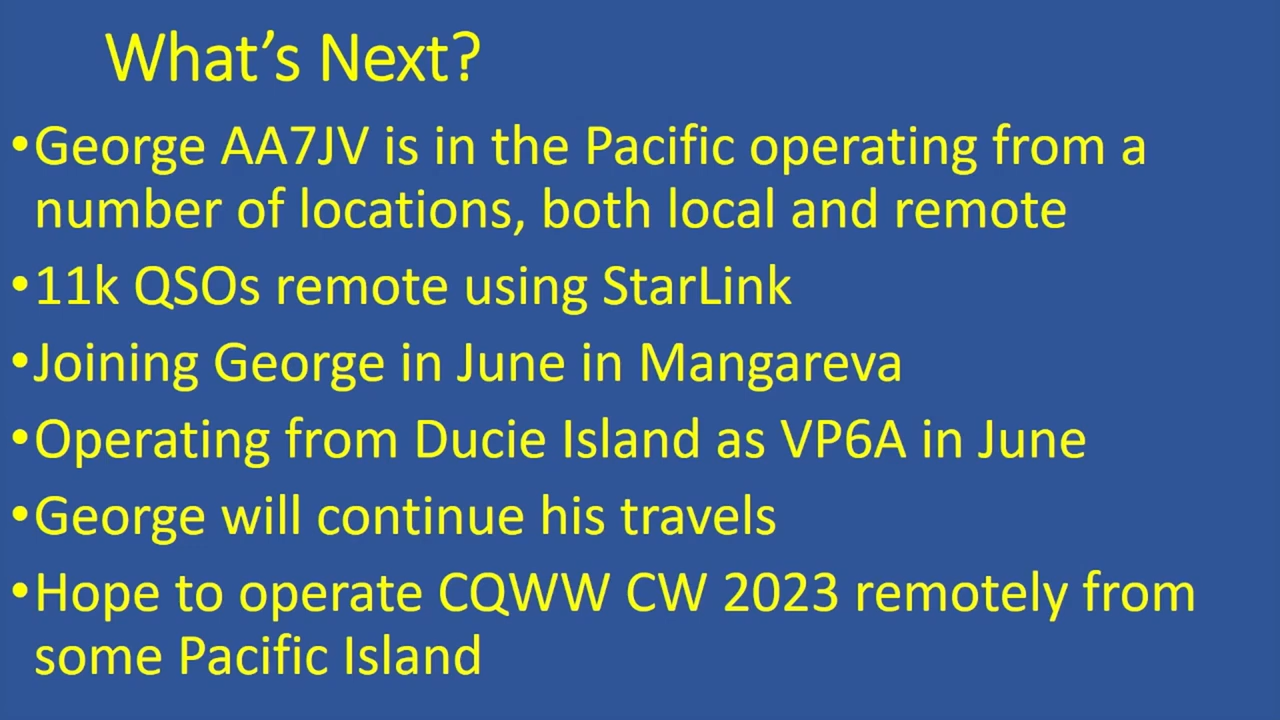 What's Next?
•George AA7JV is in the Pacific operating from a
number of locations, both local and remote
•11k QSOs remote using StarLink
•Joining George in June in Mangareva
•Operating from Ducie Island as VP6A in June
•George will continue his travels
•Hope to operate CQWW CW 2023 remotely from
some Pacific Island